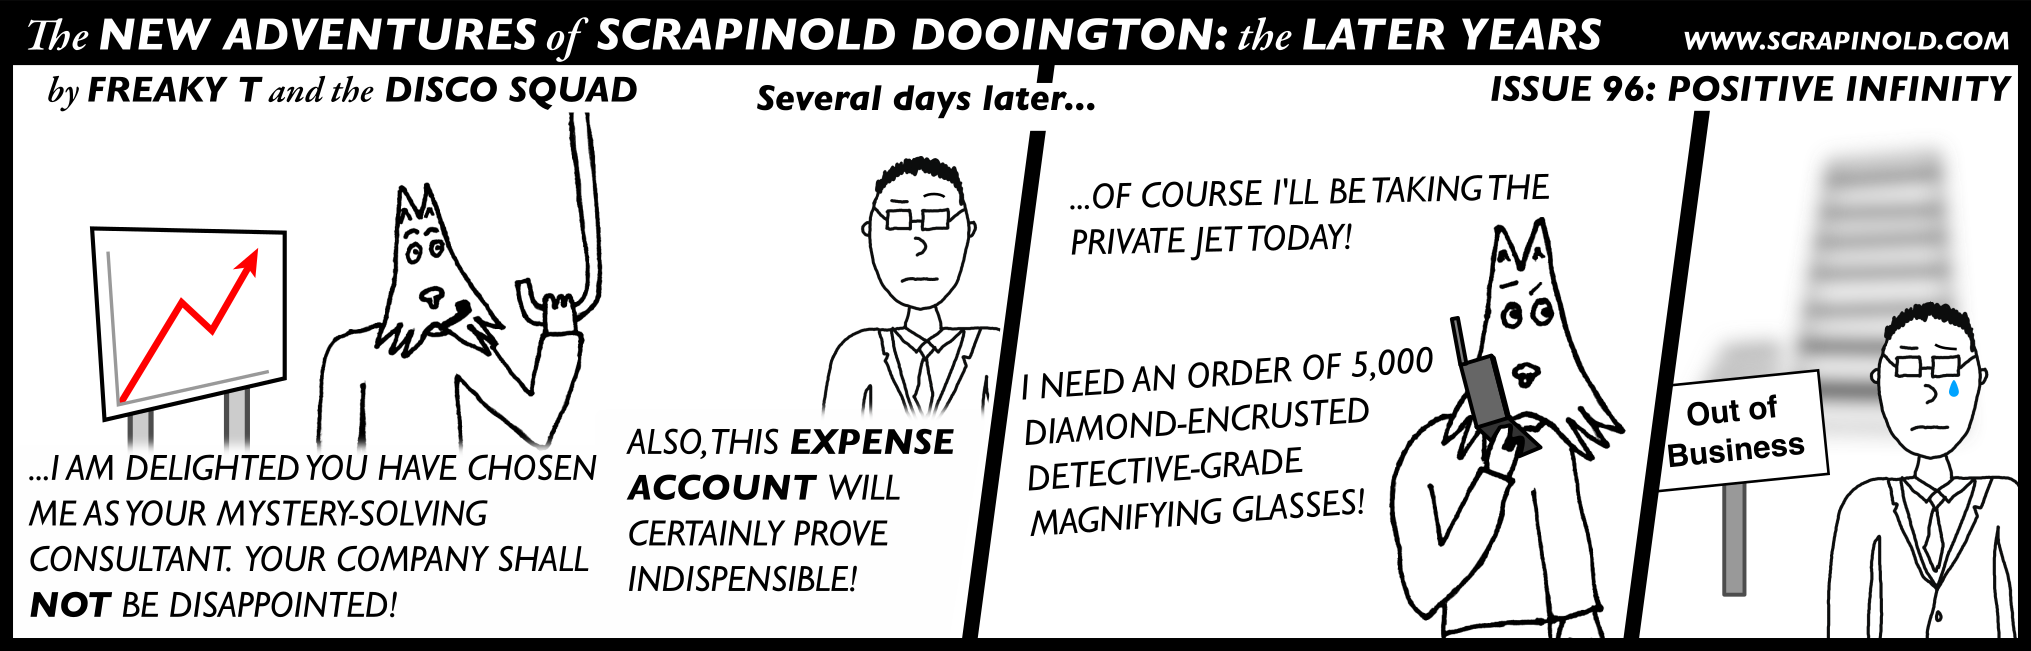 The NEW ADVENTURES of SCRAPINOLD DOOINGTON: the LATER YEARS
WWW.SCRAPINOLD.COM
by FREAKY T and the DISCO SQUAD
ISSUE 96: POSITIVE INFINITY
...I AM DELIGHTED YOU HAVE CHOSEN
ME AS YOUR MYSTERY-SOLVING
CONSULTANT. YOUR COMPANY SHALL
NOT BE DISAPPOINTED!
ALSO, THIS EXPENSE
ACCOUNT WILL
CERTAINLY PROVE
INDISPENSIBLE!
Several days later...
...OF COURSE I'LL BE TAKING THE
PRIVATE JET TODAY!
I NEED AN ORDER OF 5,000
DIAMOND-ENCRUSTED
DETECTIVE-GRADE
MAGNIFYING GLASSES!
Out of
Business